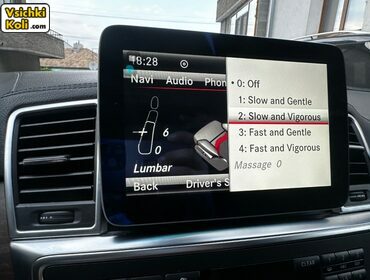 Vsichki
Koli.com
8:28
Navi Audio Phon
0: Off
1: Slow and Gentle
2: Slow and Vigorous
3: Fast and Gentle
4: Fast and Vigorous
Massage 0
6
0
Lumbar
Back Driver's S
CLEAR